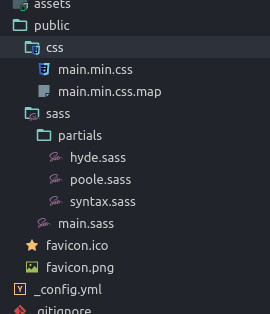 assets
public
css
main.min.css
main.min.css.map
sass
partials
hyde.sass
poole.sass
syntax.sass
main.sass
favicon.ico
favicon.png
_config.yml
.gitignore